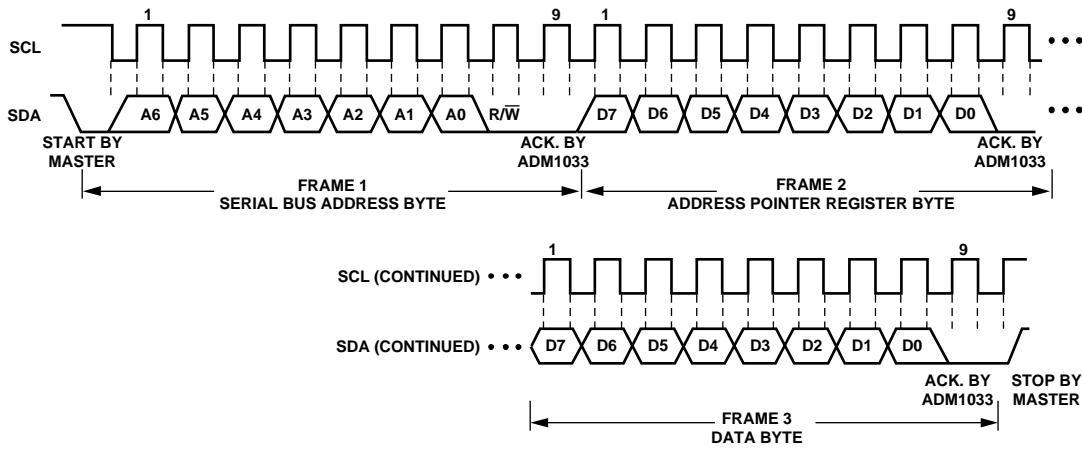 1 9 1 9
SCL
SDA A6 A5 A4 A3 A2 A1 A0 R/W̅ D7 D6 D5 D4 D3 D2 D1 D0
START BY MASTER
ACK. BY ADM1033
ACK. BY ADM1033
FRAME 1
SERIAL BUS ADDRESS BYTE
FRAME 2
ADDRESS POINTER REGISTER BYTE
1 9
SCL (CONTINUED)
SDA (CONTINUED) D7 D6 D5 D4 D3 D2 D1 D0
ACK. BY ADM1033
STOP BY MASTER
FRAME 3
DATA BYTE